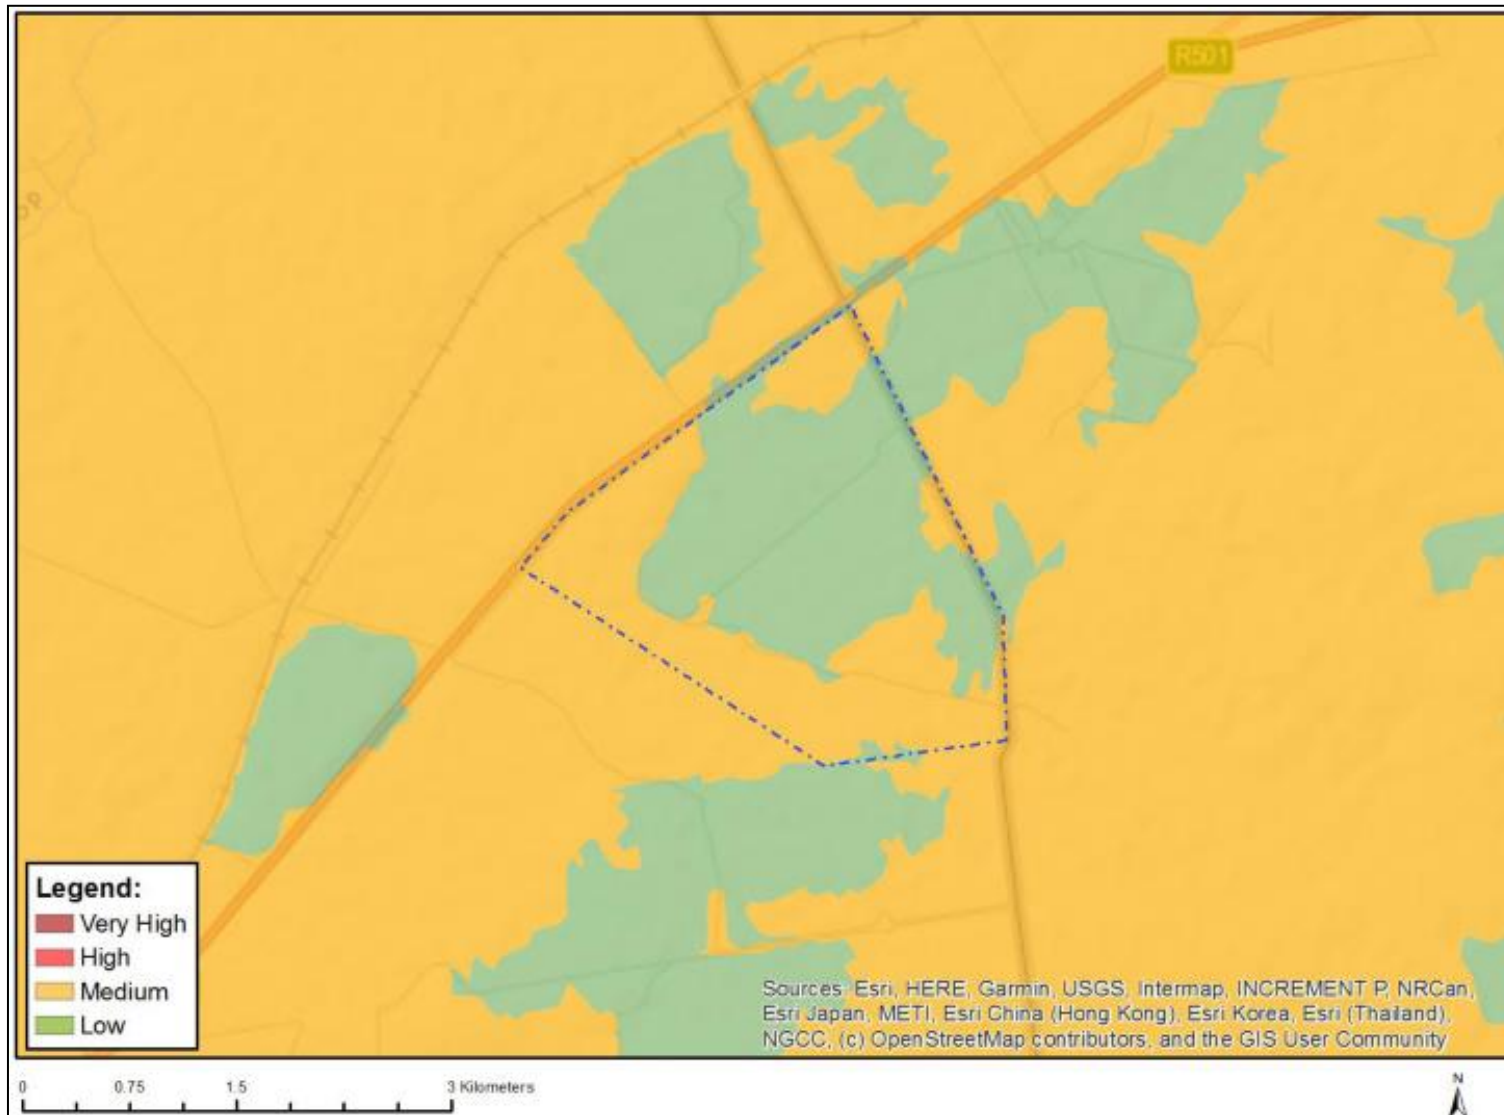 R501
Legend:
Very High
High
Medium
Low
Sources: Esri, HERE, Garmin, USGS, Intermap, INCREMENT P, NRCan,
Esri Japan, METI, Esri China (Hong Kong), Esri Korea, Esri (Thailand),
NGCC, (c) OpenStreetMap contributors, and the GIS User Community
0 0.75 1.5 3 Kilometers
N